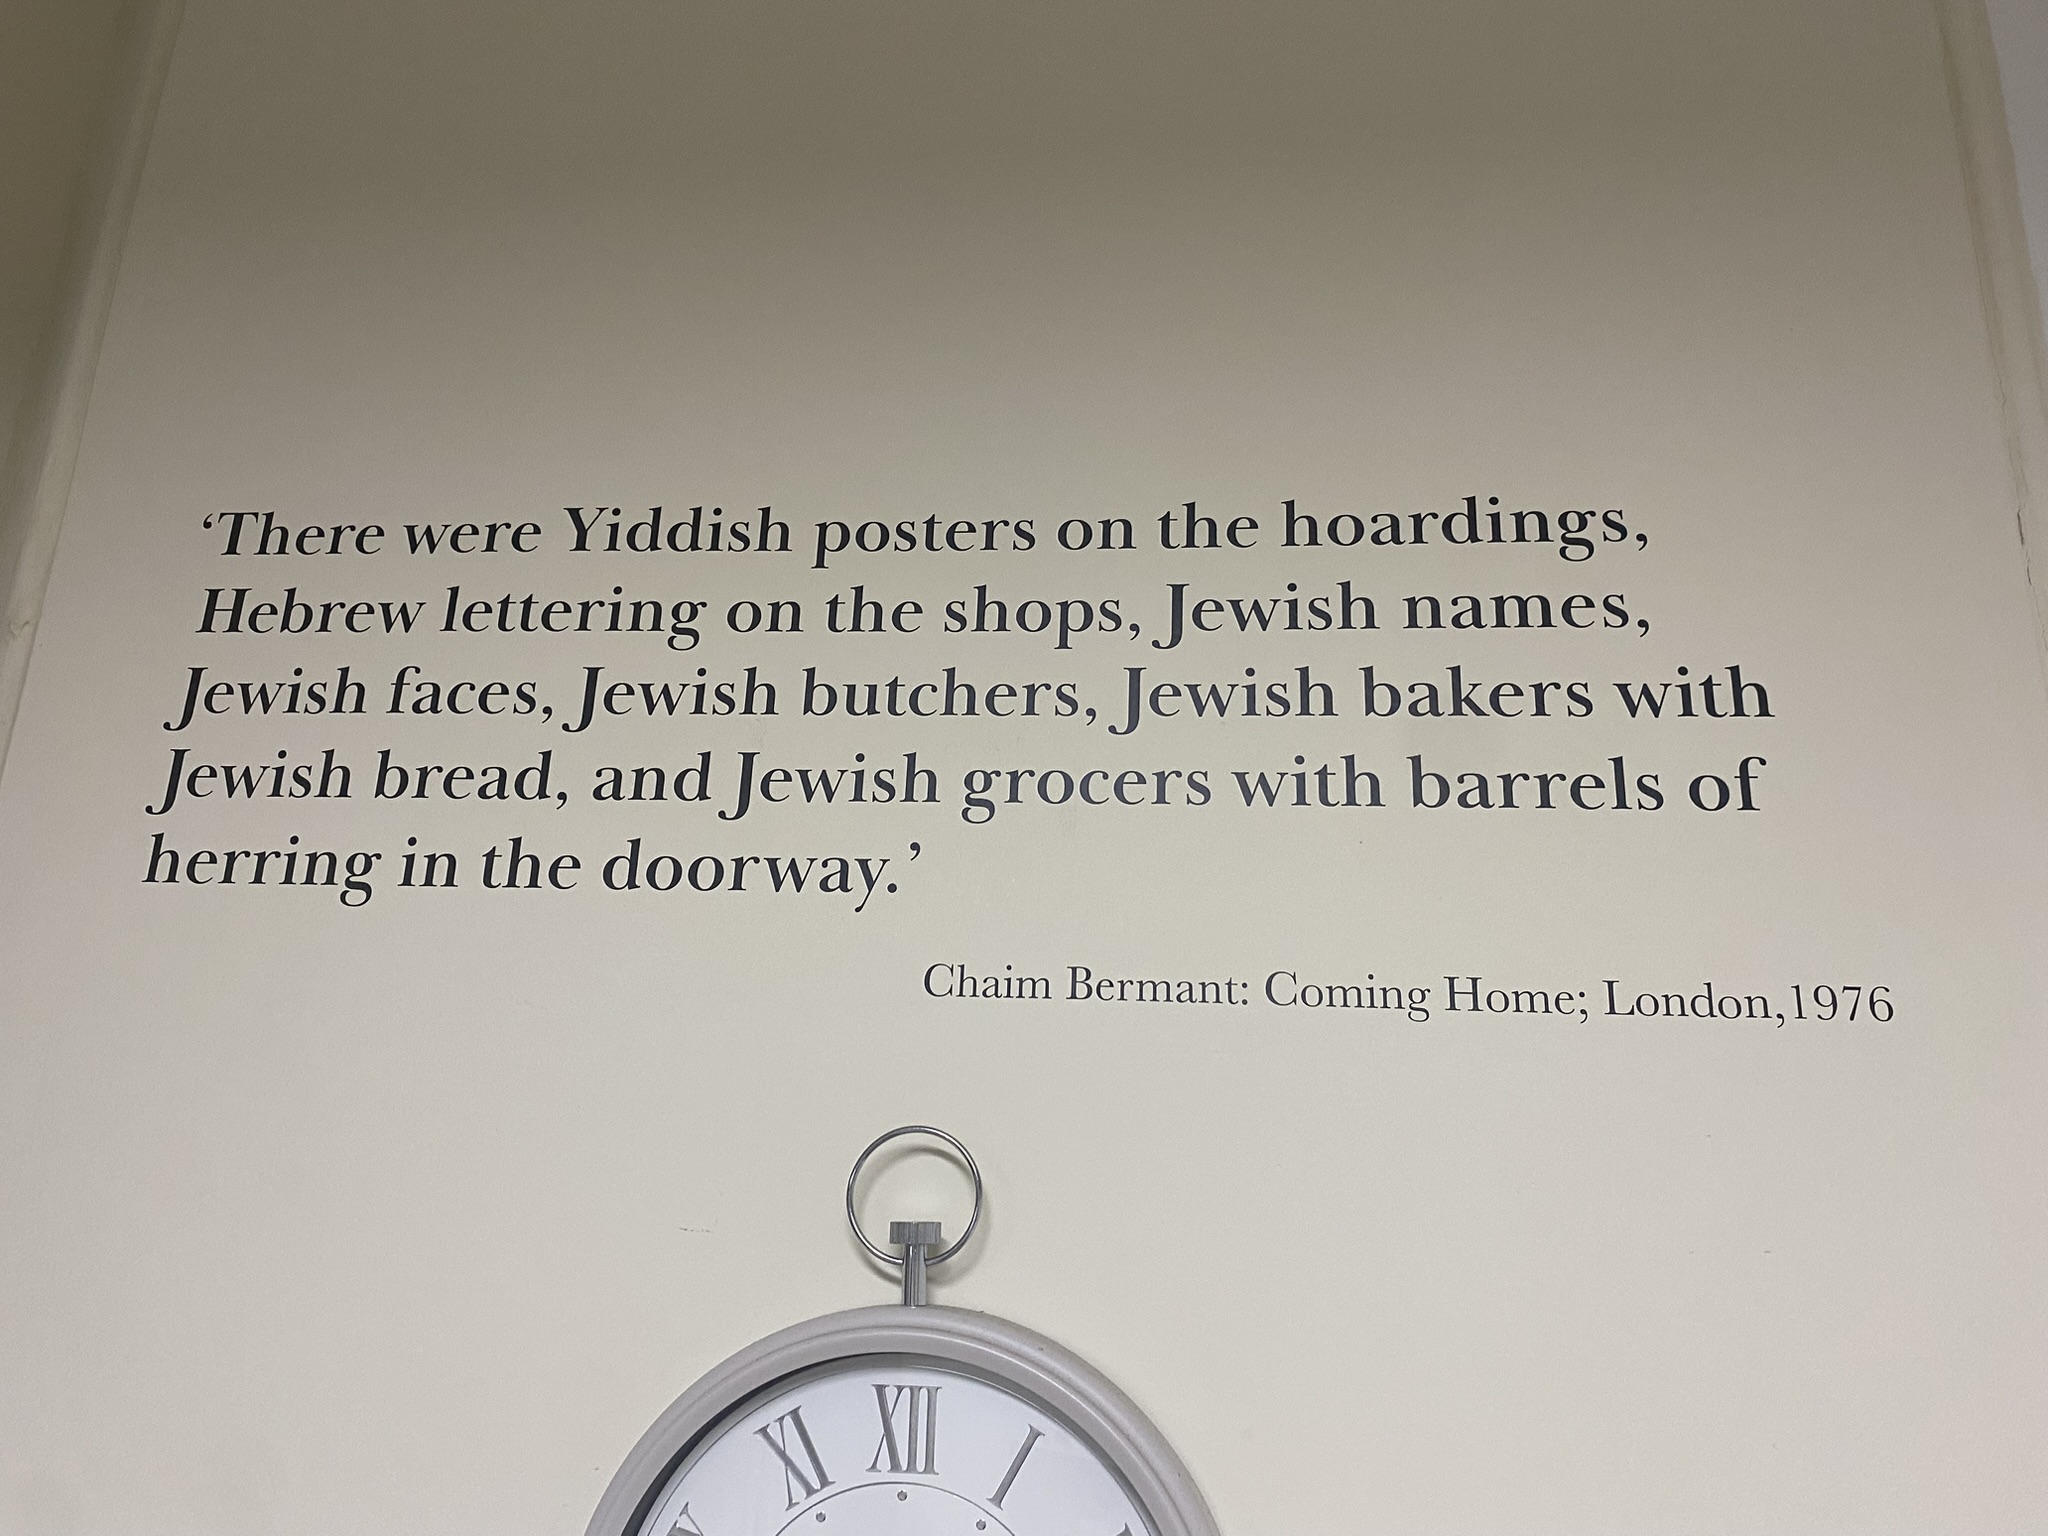 ‘There were Yiddish posters on the hoardings,
Hebrew lettering on the shops, Jewish names,
Jewish faces, Jewish butchers, Jewish bakers with
Jewish bread, and Jewish grocers with barrels of
herring in the doorway.’
Chaim Bermant: Coming Home; London,1976
XI XII I